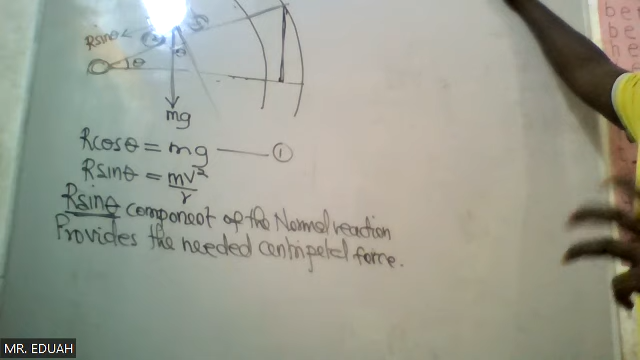 Rsinθ
θ
θ
mg
Rcosθ = mg ——— ①
Rsinθ = mv²/r
Rsinθ component of the Normal reaction
Provides the needed centripetal force.
be
MR. EDUAH